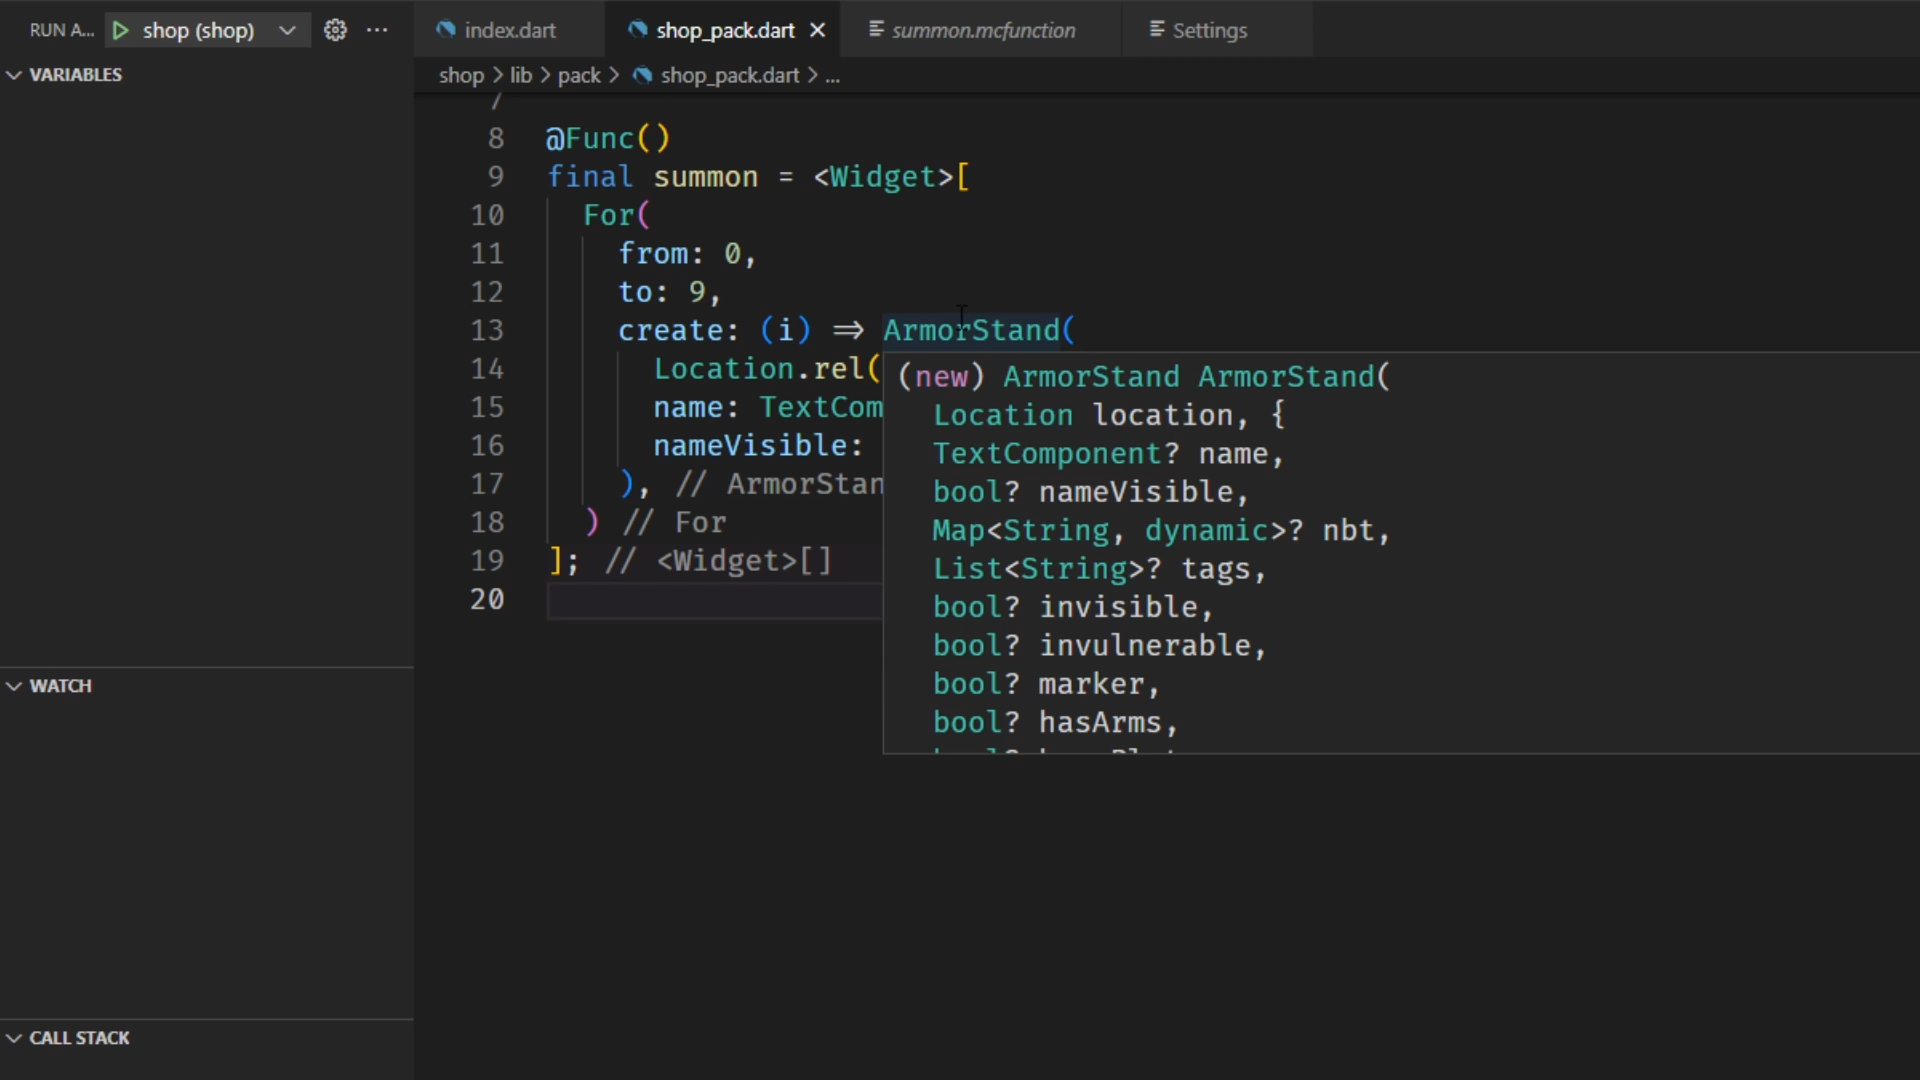 RUN A... shop (shop) ...
VARIABLES
WATCH
CALL STACK
index.dart shop_pack.dart summon.mcfunction Settings
shop > lib > pack > shop_pack.dart > ...
7
8 @Func()
9 final summon = <Widget>[
10 For(
11 from: 0,
12 to: 9,
13 create: (i) => ArmorStand(
14 Location.rel(
15 name: TextCom
16 nameVisible:
17 ), // ArmorStan
18 ) // For
19 ]; // <Widget>[]
20
(new) ArmorStand ArmorStand(
Location location, {
TextComponent? name,
bool? nameVisible,
Map<String, dynamic>? nbt,
List<String>? tags,
bool? invisible,
bool? invulnerable,
bool? marker,
bool? hasArms,